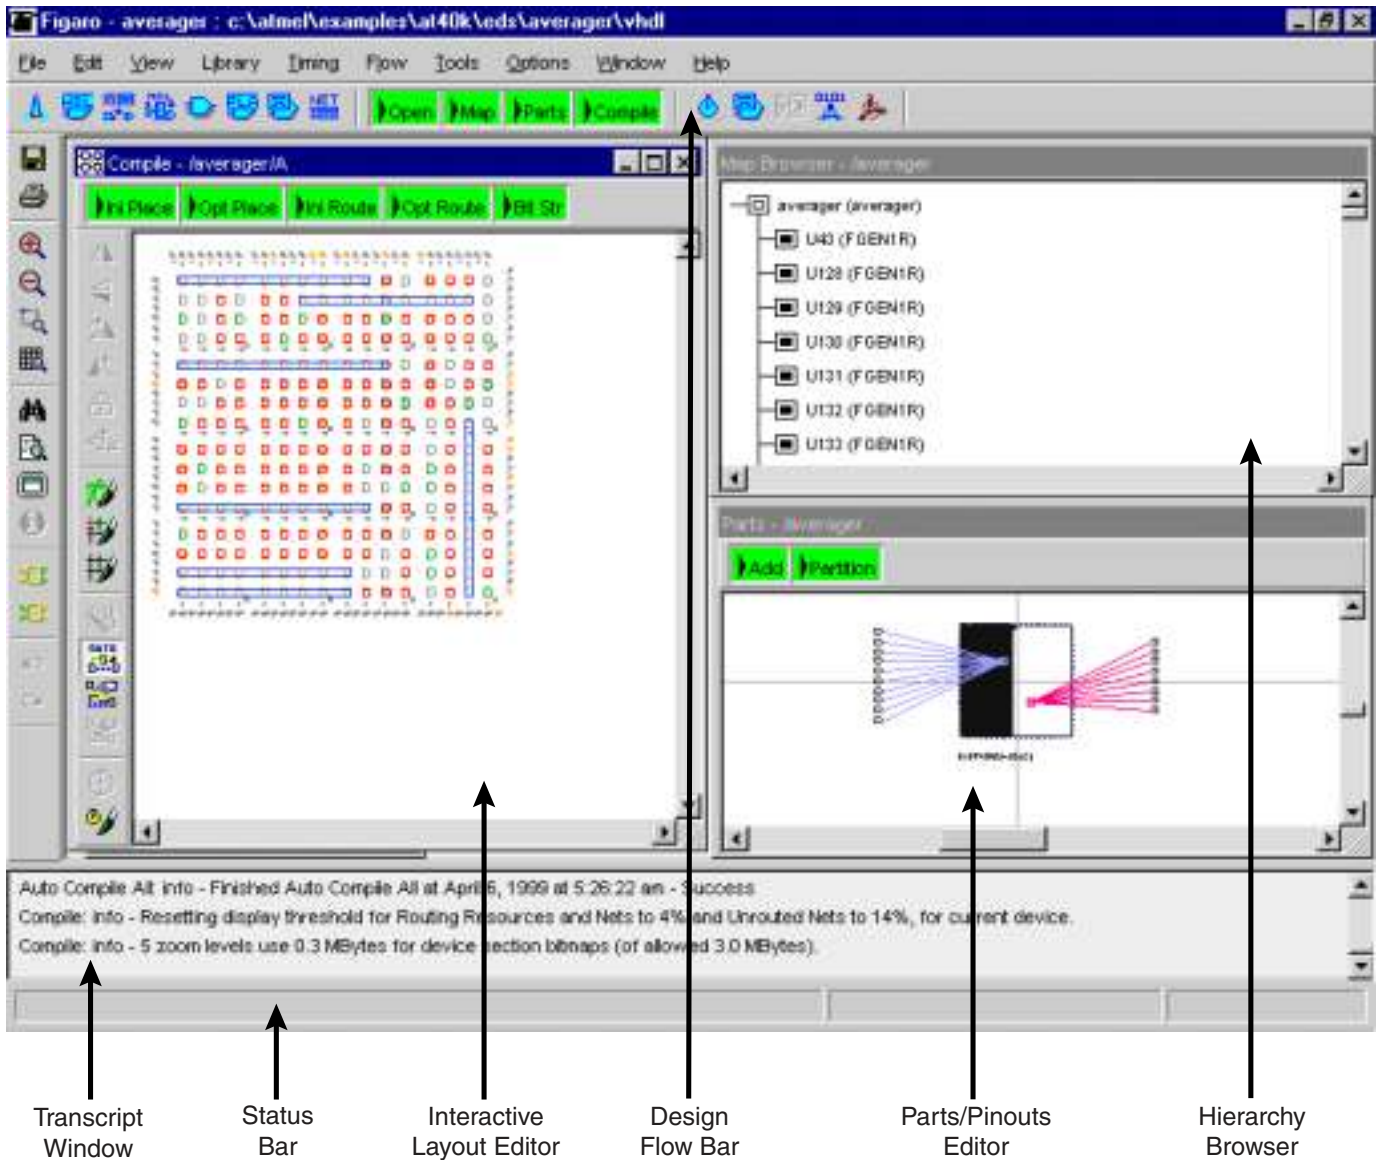 Figaro - averager : c:\atmel\examples\at40k\eds\averager\vhdl
File Edit View Library Timing Flow Tools Options Window Help
Open Map Parts Compile
Compile - /averager/A
Ini Place Opt Place Ini Route Opt Route Bit Str
Map Browser - /averager
averager (averager)
U40 (FGEN1R)
U128 (FGEN1R)
U129 (FGEN1R)
U130 (FGEN1R)
U131 (FGEN1R)
U132 (FGEN1R)
U133 (FGEN1R)
Parts - /averager
Add Partition
Auto Compile All: info - Finished Auto Compile All at April 6, 1999 at 5:26:22 am - Success
Compile: info - Resetting display threshold for Routing Resources and Nets to 4% and Unrouted Nets to 14%, for current device.
Compile: info - 5 zoom levels use 0.3 MBytes for device section bitmaps (of allowed 3.0 MBytes).
Transcript Window
Status Bar
Interactive Layout Editor
Design Flow Bar
Parts/Pinouts Editor
Hierarchy Browser